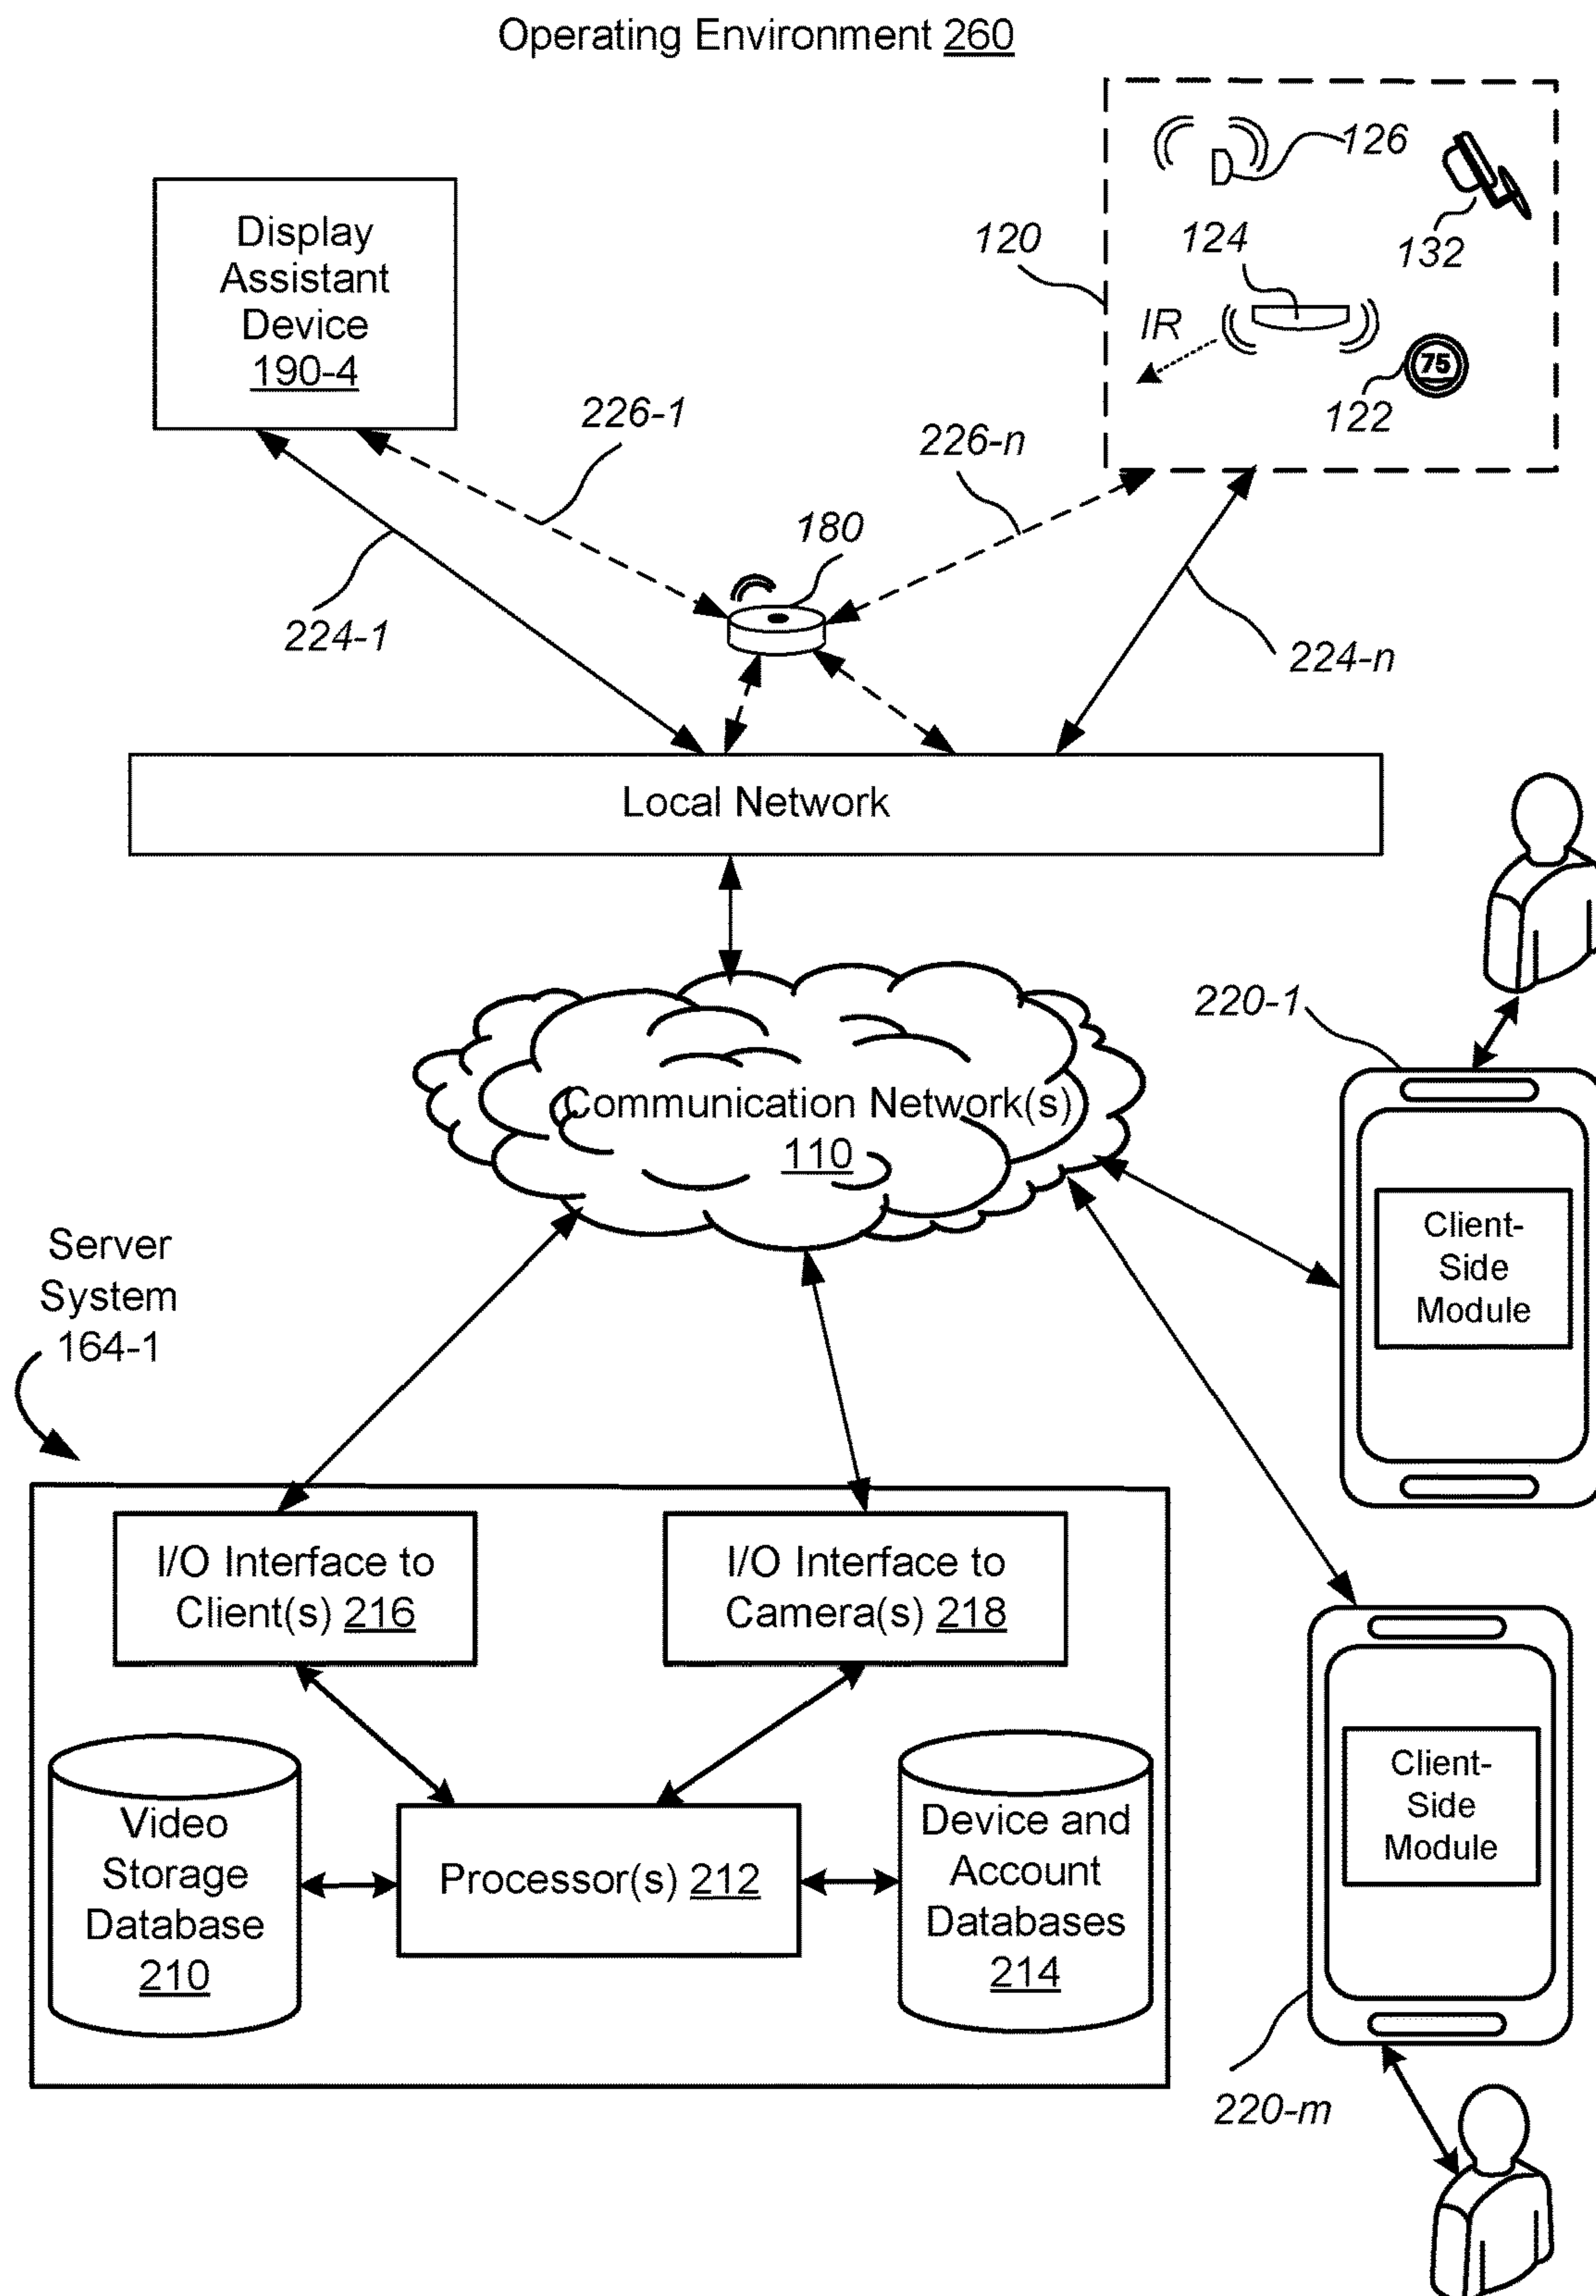 Operating Environment 260
126
132
124
120
IR
75
122
Display
Assistant
Device
190-4
226-1
226-n
180
224-1
224-n
Local Network
220-1
Communication Network(s)
110
Client-
Side
Module
Server
System
164-1
I/O Interface to
Client(s) 216
I/O Interface to
Camera(s) 218
Video
Storage
Database
210
Processor(s) 212
Device and
Account
Databases
214
Client-
Side
Module
220-m